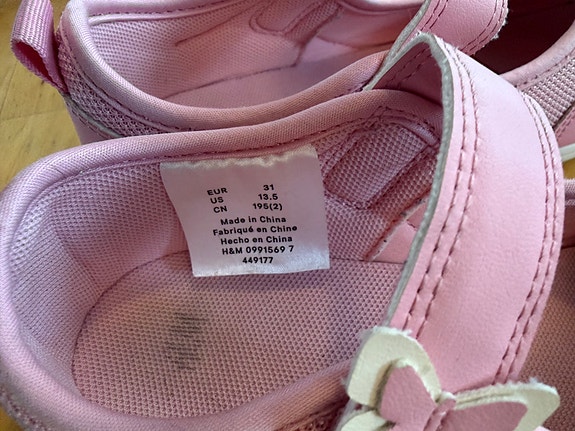 EUR 31
US 13.5
CN 195(2)
Made in China
Fabriqué en Chine
Hecho en China
H&M 0991569 7
449177